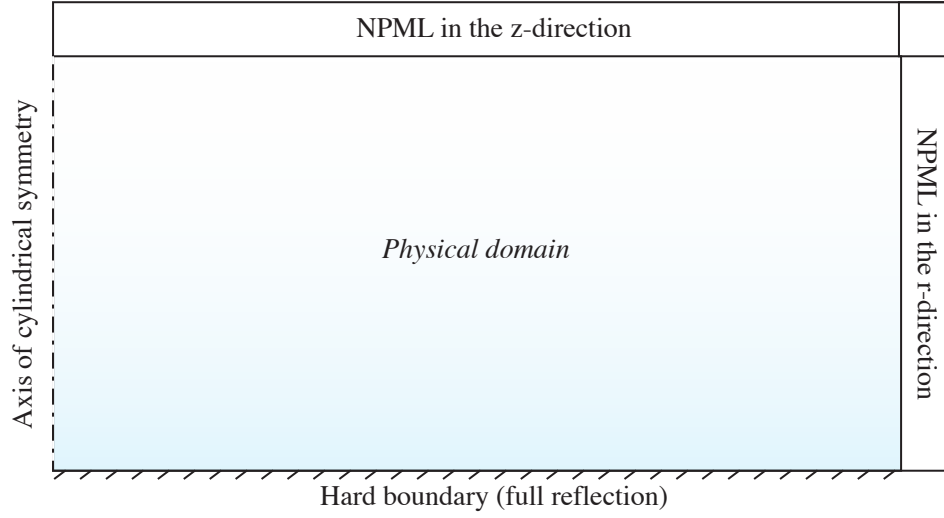 NPML in the z-direction
Axis of cylindrical symmetry
Physical domain
NPML in the r-direction
Hard boundary (full reflection)